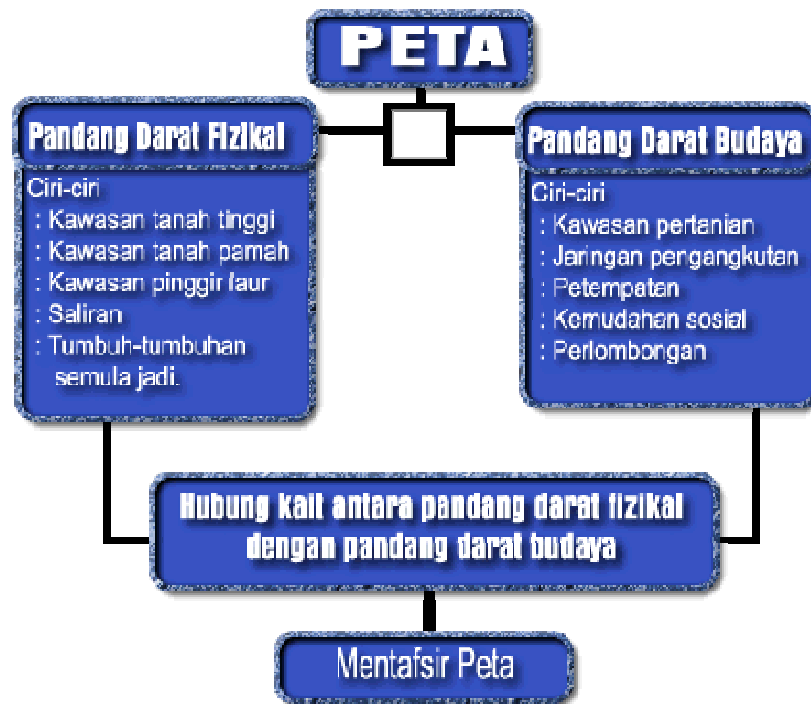 PETA
Pandang Darat Fizikal
Ciri-ciri
: Kawasan tanah tinggi
: Kawasan tanah pamah
: Kawasan pinggir laur
: Saliran
: Tumbuh-tumbuhan
semula jadi.
Pandang Darat Budaya
Ciri-ciri
: Kawasan pertanian
: Jaringan pengangkutan
: Petempatan
: Kemudahan sosial
: Perlombongan
Hubung kait antara pandang darat fizikal
dengan pandang darat budaya
Mentafsir Peta